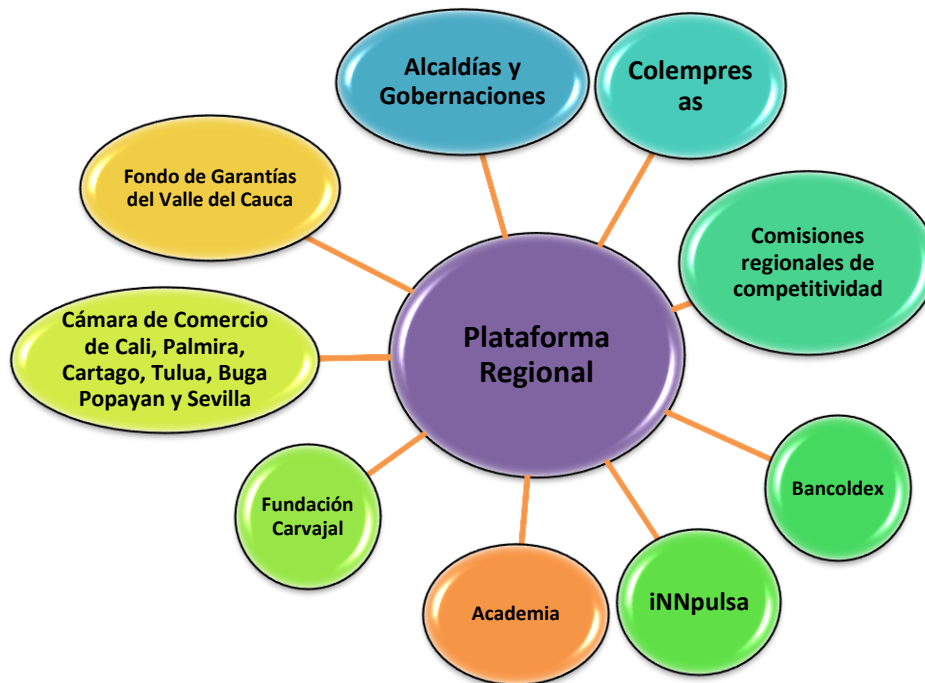 Alcaldías y
Gobernaciones
Colempres
as
Fondo de Garantías
del Valle del Cauca
Comisiones
regionales de
competitividad
Plataforma
Regional
Cámara de Comercio
de Cali, Palmira,
Cartago, Tulua, Buga
Popayan y Sevilla
Fundación
Carvajal
Bancoldex
Academia
iNNpulsa